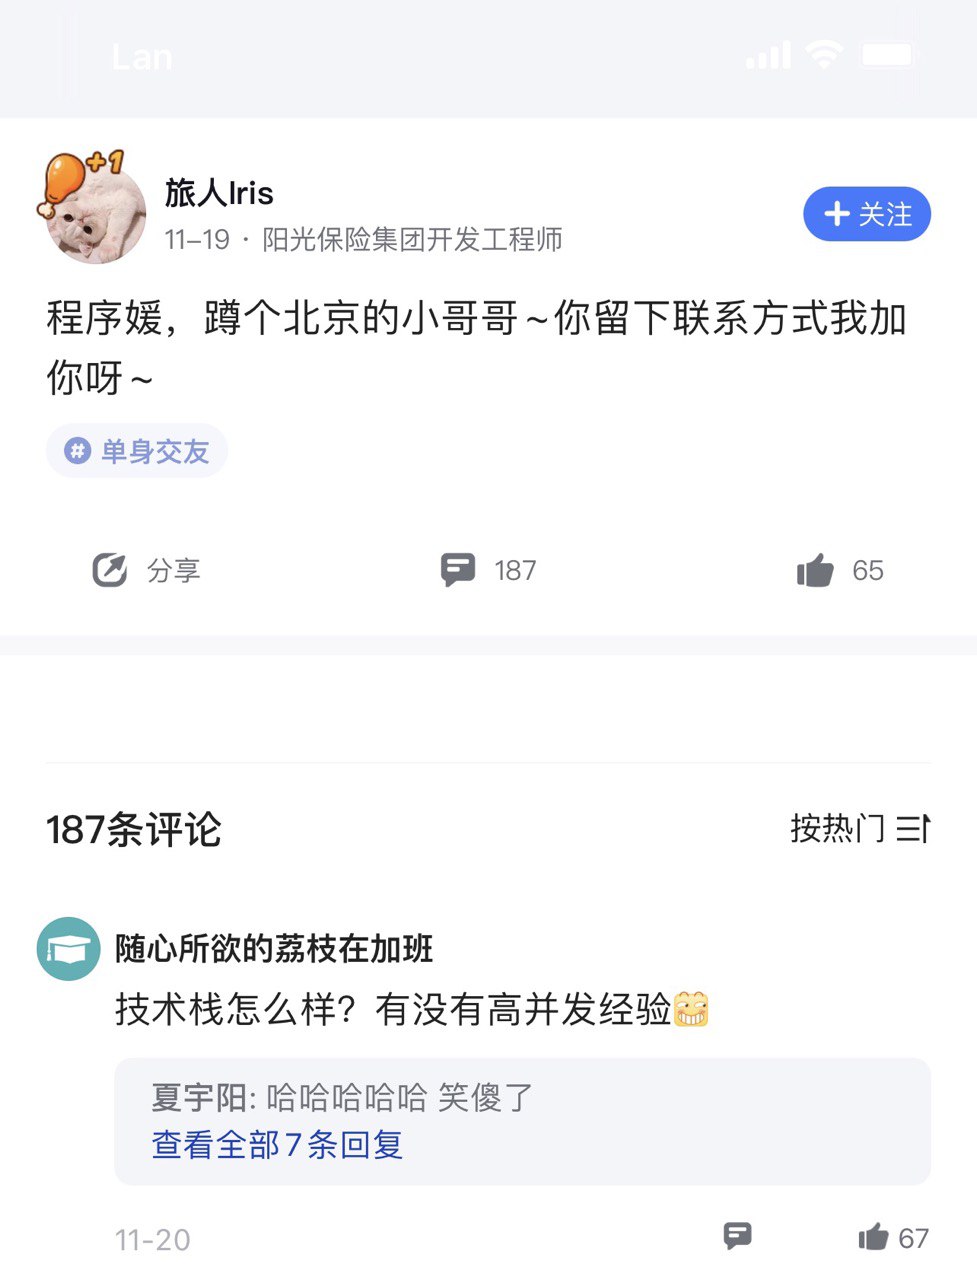 Lan
+1
旅人Iris
11-19 · 阳光保险集团开发工程师
+ 关注
程序媛，蹲个北京的小哥哥~你留下联系方式我加
你呀~
# 单身交友
分享
187
65
187条评论
按热门
随心所欲的荔枝在加班
技术栈怎么样？有没有高并发经验
夏宇阳: 哈哈哈哈哈 笑傻了
查看全部7条回复
11-20
67